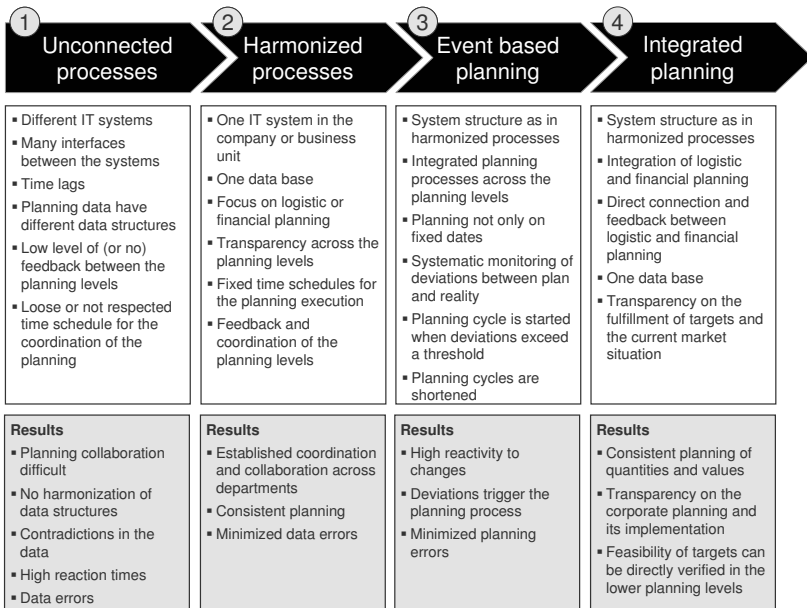 1
Unconnected
processes
2
Harmonized
processes
3
Event based
planning
4
Integrated
planning
▪ Different IT systems
▪ Many interfaces
between the systems
▪ Time lags
▪ Planning data have
different data structures
▪ Low level of (or no)
feedback between the
planning levels
▪ Loose or not respected
time schedule for the
coordination of the
planning
▪ One IT system in the
company or business
unit
▪ One data base
▪ Focus on logistic or
financial planning
▪ Transparency across the
planning levels
▪ Fixed time schedules for
the planning execution
▪ Feedback and
coordination of the
planning levels
▪ System structure as in
harmonized processes
▪ Integrated planning
processes across the
planning levels
▪ Planning not only on
fixed dates
▪ Systematic monitoring of
deviations between plan
and reality
▪ Planning cycle is started
when deviations exceed
a threshold
▪ Planning cycles are
shortened
▪ System structure as in
harmonized processes
▪ Integration of logistic
and financial planning
▪ Direct connection and
feedback between
logistic and financial
planning
▪ One data base
▪ Transparency on the
fulfillment of targets and
the current market
situation
Results
▪ Planning collaboration
difficult
▪ No harmonization of
data structures
▪ Contradictions in the
data
▪ High reaction times
▪ Data errors
Results
▪ Established coordination
and collaboration across
departments
▪ Consistent planning
▪ Minimized data errors
Results
▪ High reactivity to
changes
▪ Deviations trigger the
planning process
▪ Minimized planning
errors
Results
▪ Consistent planning of
quantities and values
▪ Transparency on the
corporate planning and
its implementation
▪ Feasibility of targets can
be directly verified in the
lower planning levels